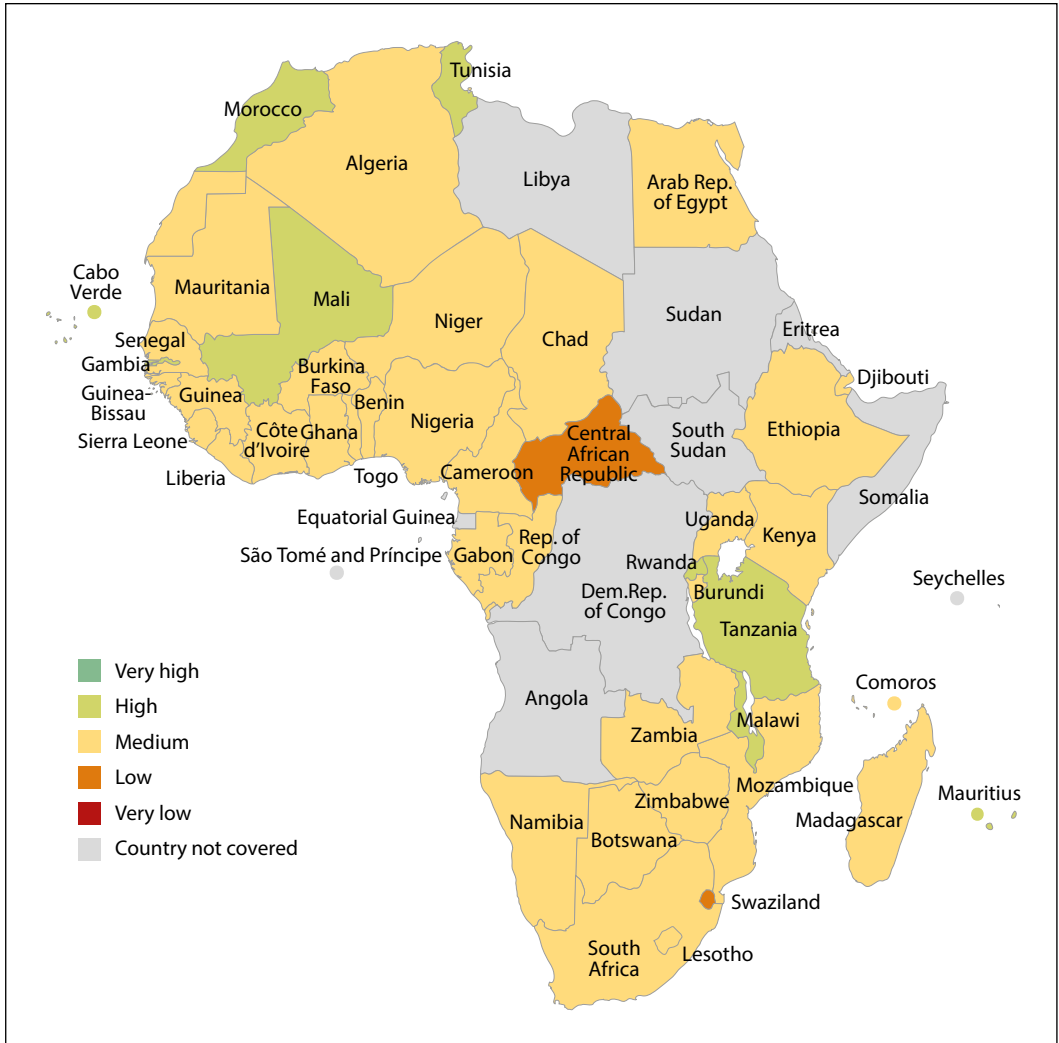 Tunisia
Morocco
Algeria
Libya
Arab Rep.
of Egypt
Cabo
Verde
Mauritania
Mali
Niger
Chad
Sudan
Eritrea
Senegal
Gambia
Guinea-
Bissau
Guinea
Burkina
Faso
Benin
Nigeria
Djibouti
Sierra Leone
Côte
d'Ivoire
Ghana
Central
African
Republic
South
Sudan
Ethiopia
Liberia
Togo
Cameroon
Somalia
Equatorial Guinea
São Tomé and Príncipe
Gabon
Rep. of
Congo
Uganda
Kenya
Rwanda
Dem.Rep.
of Congo
Burundi
Tanzania
Seychelles
Very high
High
Medium
Low
Very low
Country not covered
Angola
Zambia
Malawi
Comoros
Mozambique
Zimbabwe
Namibia
Botswana
Madagascar
Mauritius
Swaziland
South
Africa
Lesotho